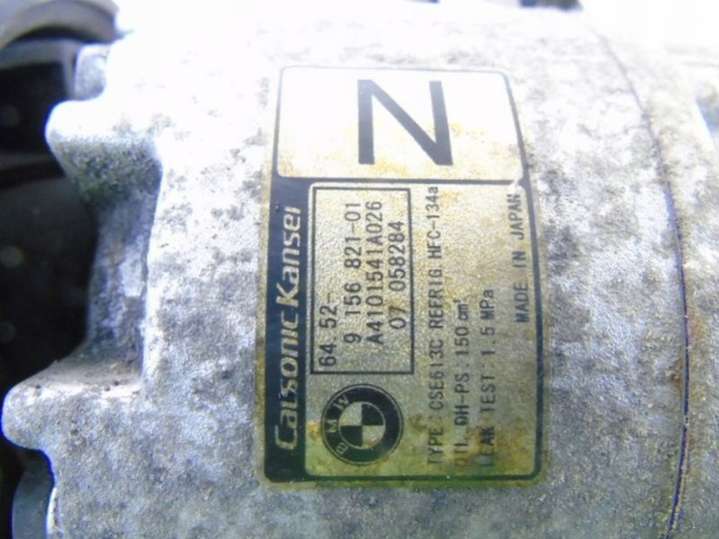 N
Calsonic Kansei
64.52-
9 156 821-01
A4101541A026
07 058284
BMW
TYPE : CSE613C REFRIG. HFC-134a
OIL DH-PS : 150 cm³
LEAK TEST : 1.5 MPa
MADE IN JAPAN